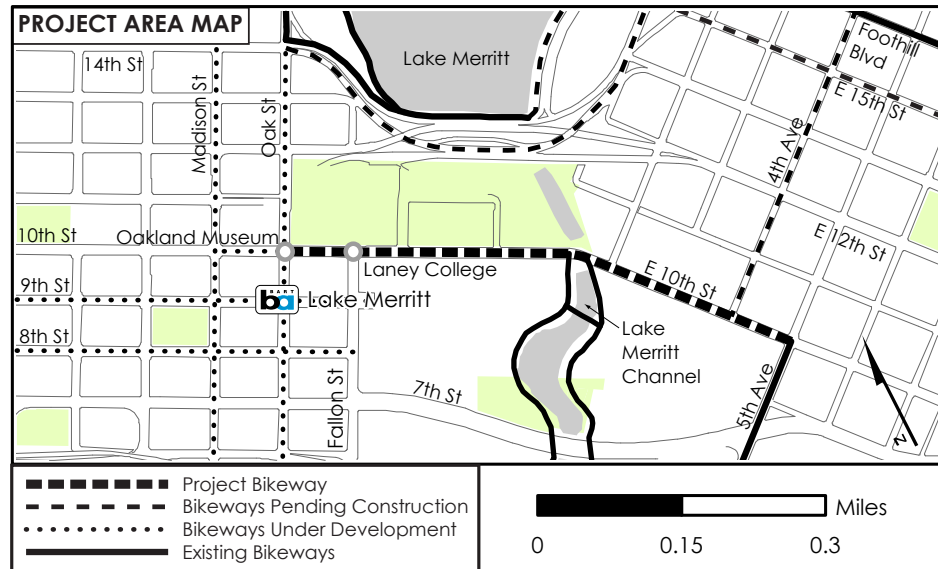 PROJECT AREA MAP
14th St
Madison St
Oak St
Lake Merritt
Foothill
Blvd
E 15th St
4th Ave
10th St
Oakland Museum
E 12th St
Laney College
E 10th St
9th St
BART
ba
Lake Merritt
8th St
Lake
Merritt
Channel
Fallon St
7th St
5th Ave
N
Project Bikeway
Bikeways Pending Construction
Bikeways Under Development
Existing Bikeways
Miles
0
0.15
0.3